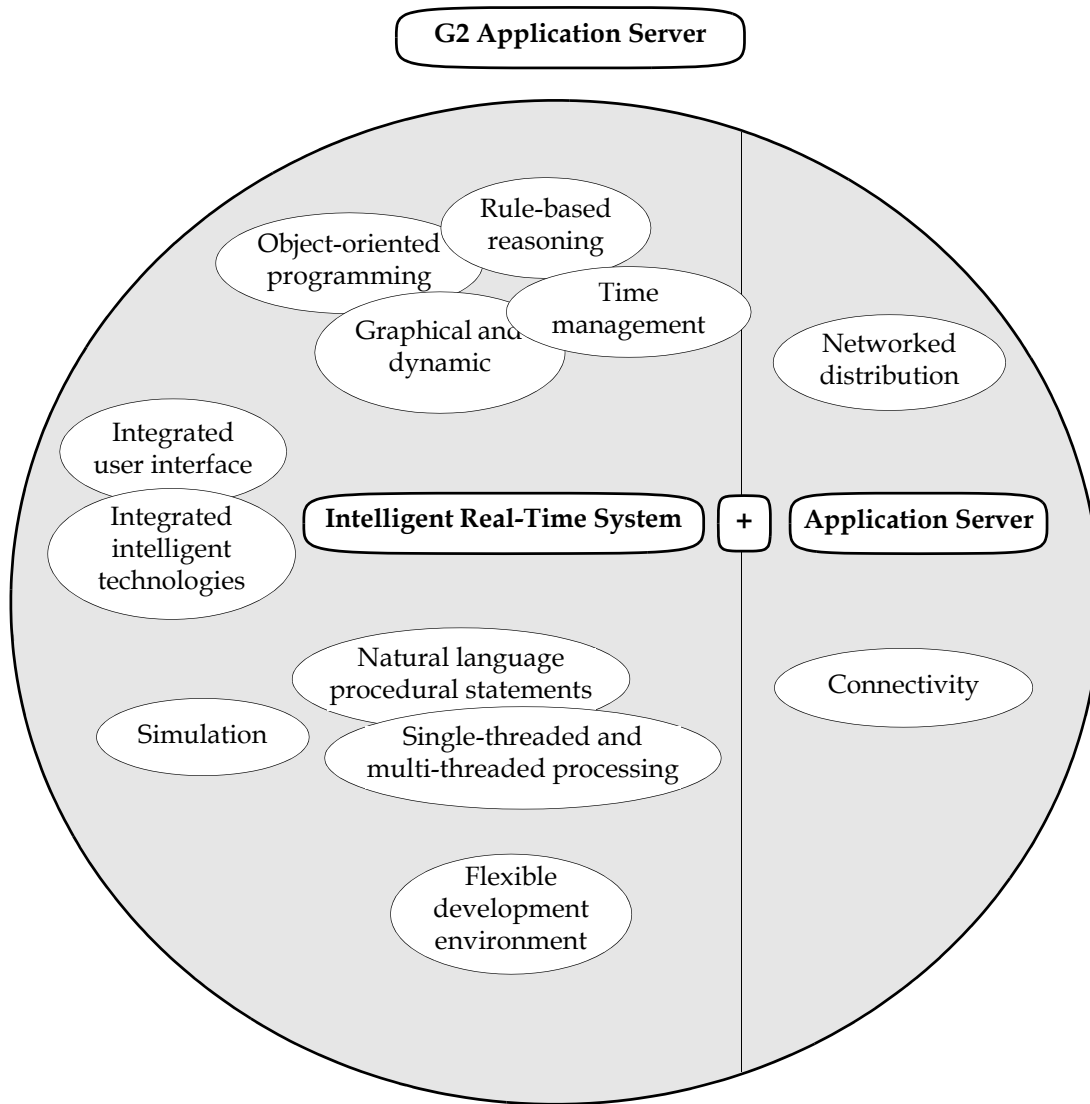 G2 Application Server
Rule-based
reasoning
Object-oriented
programming
Time
management
Graphical and
dynamic
Networked
distribution
Integrated
user interface
Integrated
intelligent
technologies
Intelligent Real-Time System
+
Application Server
Natural language
procedural statements
Connectivity
Simulation
Single-threaded and
multi-threaded processing
Flexible
development
environment